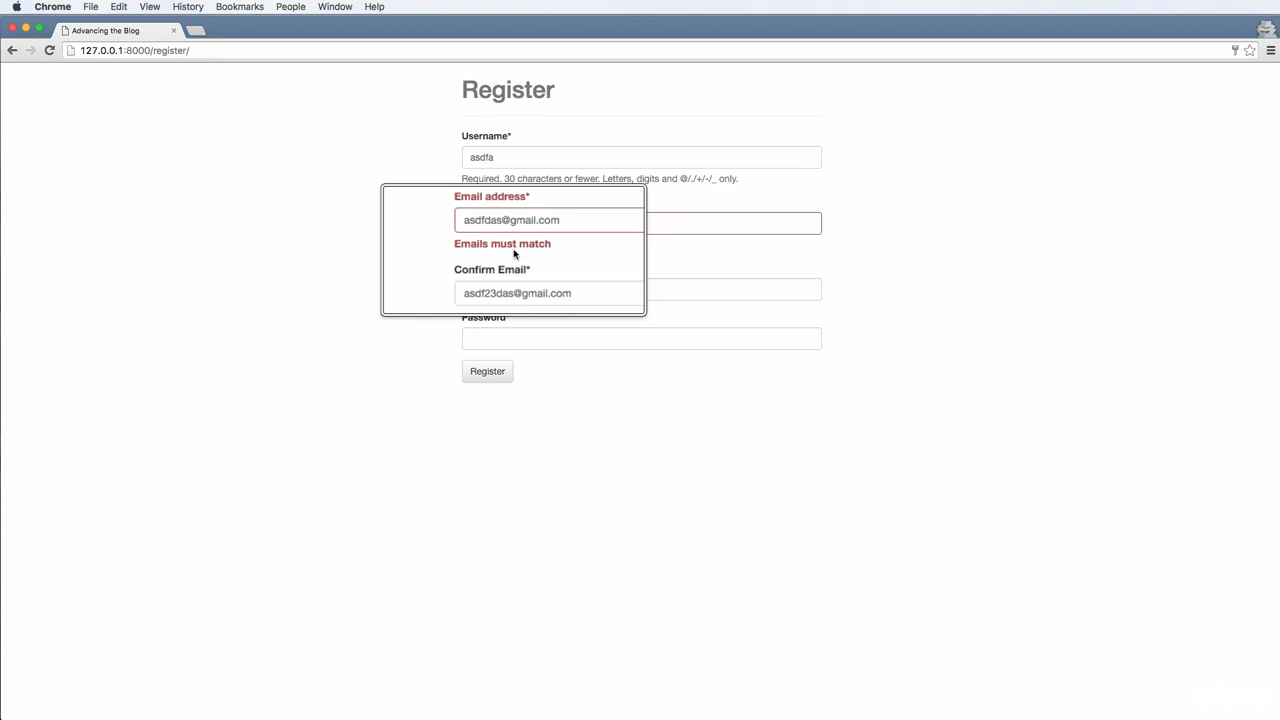 Chrome File Edit View History Bookmarks People Window Help
Advancing the Blog
127.0.0.1:8000/register/
Register
Username*
asdfa
Required. 30 characters or fewer. Letters, digits and @/./+/-/_ only.
Email address*
asdfdas@gmail.com
Emails must match
Confirm Email*
asdf23das@gmail.com
Password
Register